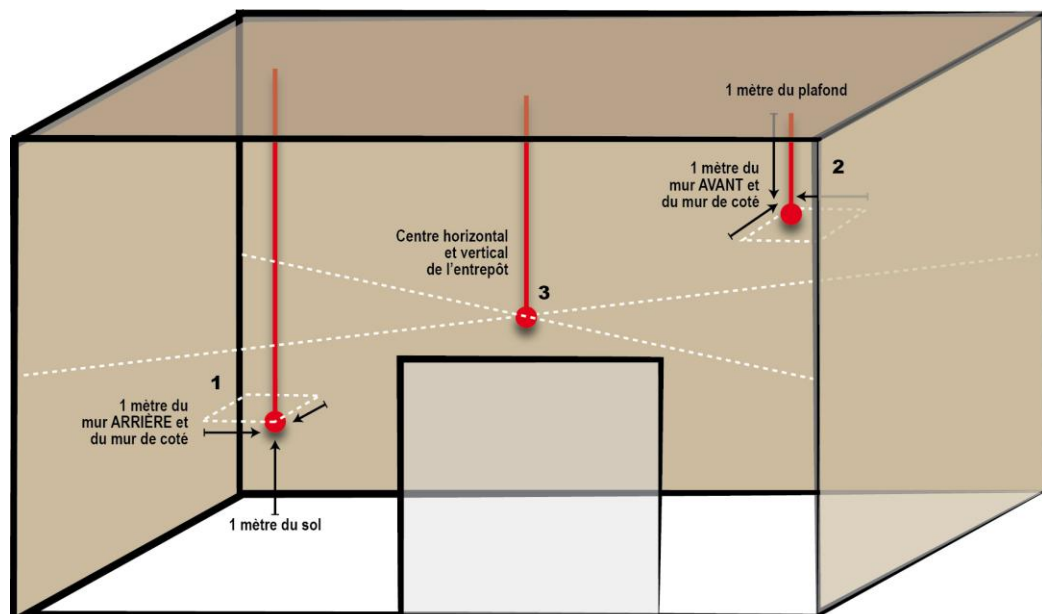 1 mètre du plafond
1 mètre du
mur AVANT et
du mur de coté
2
Centre horizontal
et vertical
de l'entrepôt
3
1
1 mètre du
mur ARRIÈRE et
du mur de coté
1 mètre du sol